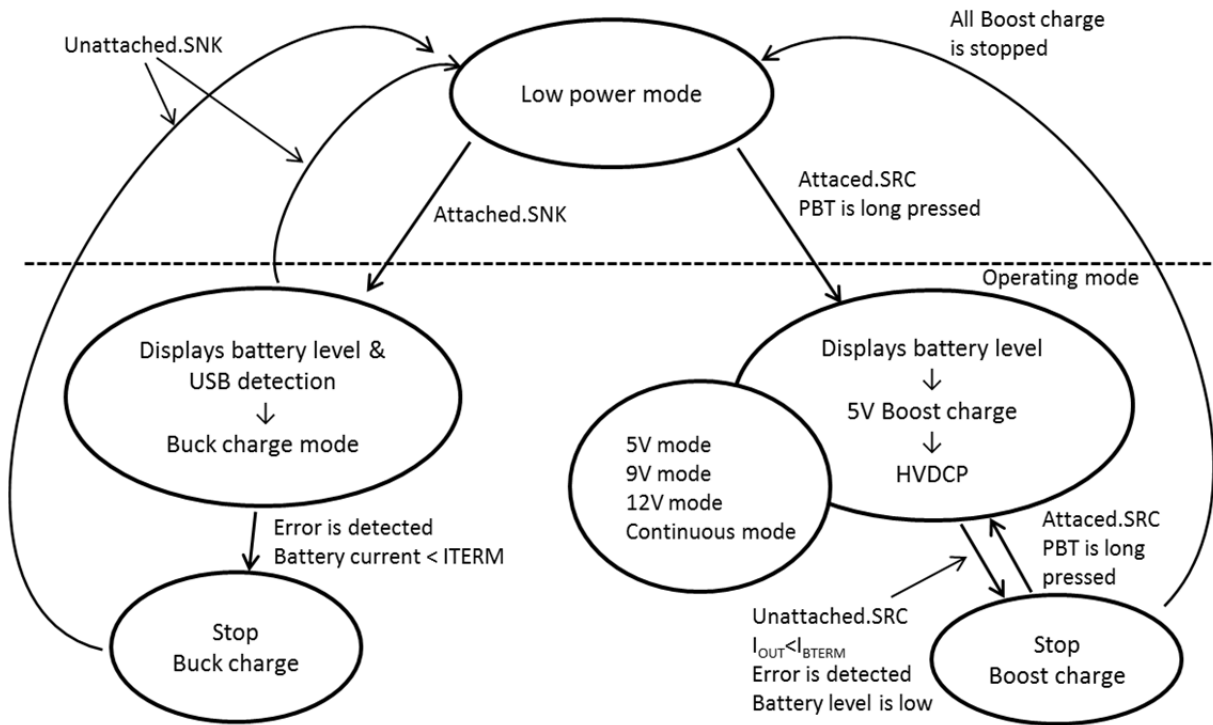 Unattached.SNK
All Boost charge
is stopped
Low power mode
Attached.SNK
Attaced.SRC
PBT is long pressed
Operating mode
Displays battery level &
USB detection
↓
Buck charge mode
Displays battery level
↓
5V Boost charge
↓
HVDCP
5V mode
9V mode
12V mode
Continuous mode
Error is detected
Battery current < ITERM
Attaced.SRC
PBT is long
pressed
Unattached.SRC
IOUT<IBTERM
Error is detected
Battery level is low
Stop
Buck charge
Stop
Boost charge